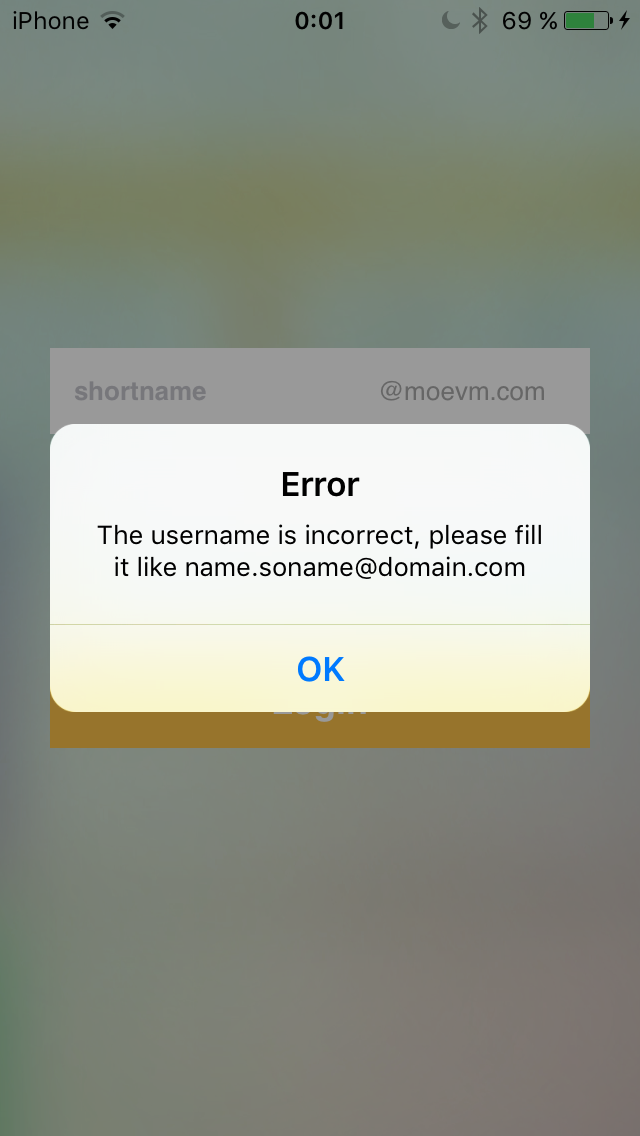 iPhone 0:01 69 %
shortname @moevm.com
Error
The username is incorrect, please fill
it like name.soname@domain.com
OK
Login